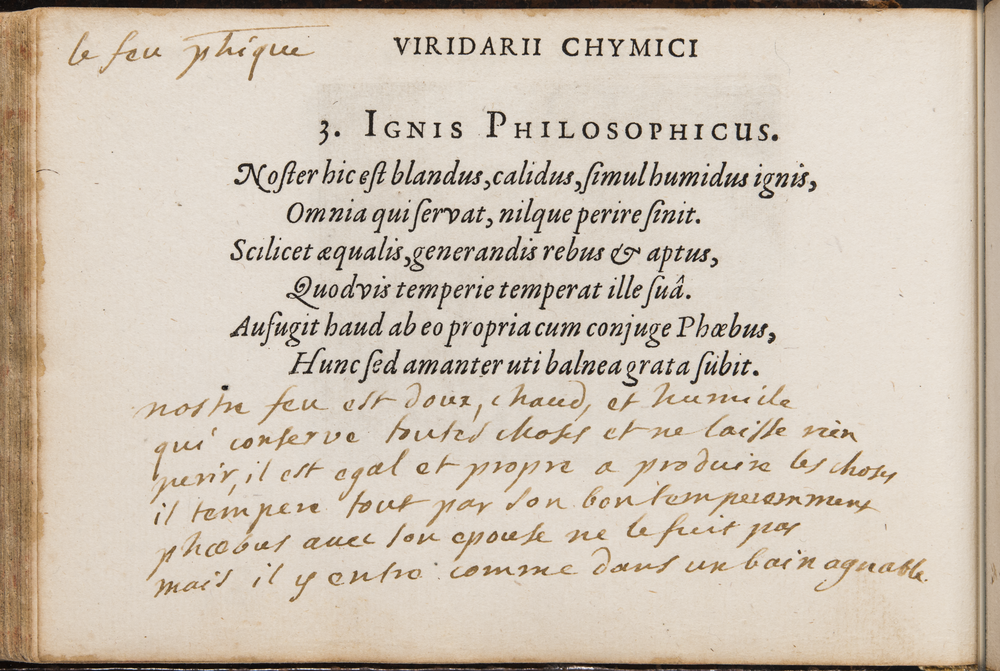 le feu phique
VIRIDARII CHYMICI
3. IGNIS PHILOSOPHICUS.
Noſter hic eſt blandus, calidus, ſimul humidus ignis,
Omnia qui ſervat, nilque perire ſinit.
Scilicet æqualis, generandis rebus & aptus,
Quodvis temperie temperat ille ſuâ.
Aufugit haud ab eo propria cum conjuge Phœbus,
Hunc ſed amanter uti balnea grata ſubit.
nostre feu est doux, chaud, et humide
qui conserve toutes choses et ne laisse rien
perir, il est egal et propre a produire les choses
il tempere tout par son bon temperemment
phœbus avec son epouse ne le fuit pas
mais il y entre comme dans un bain agreable.